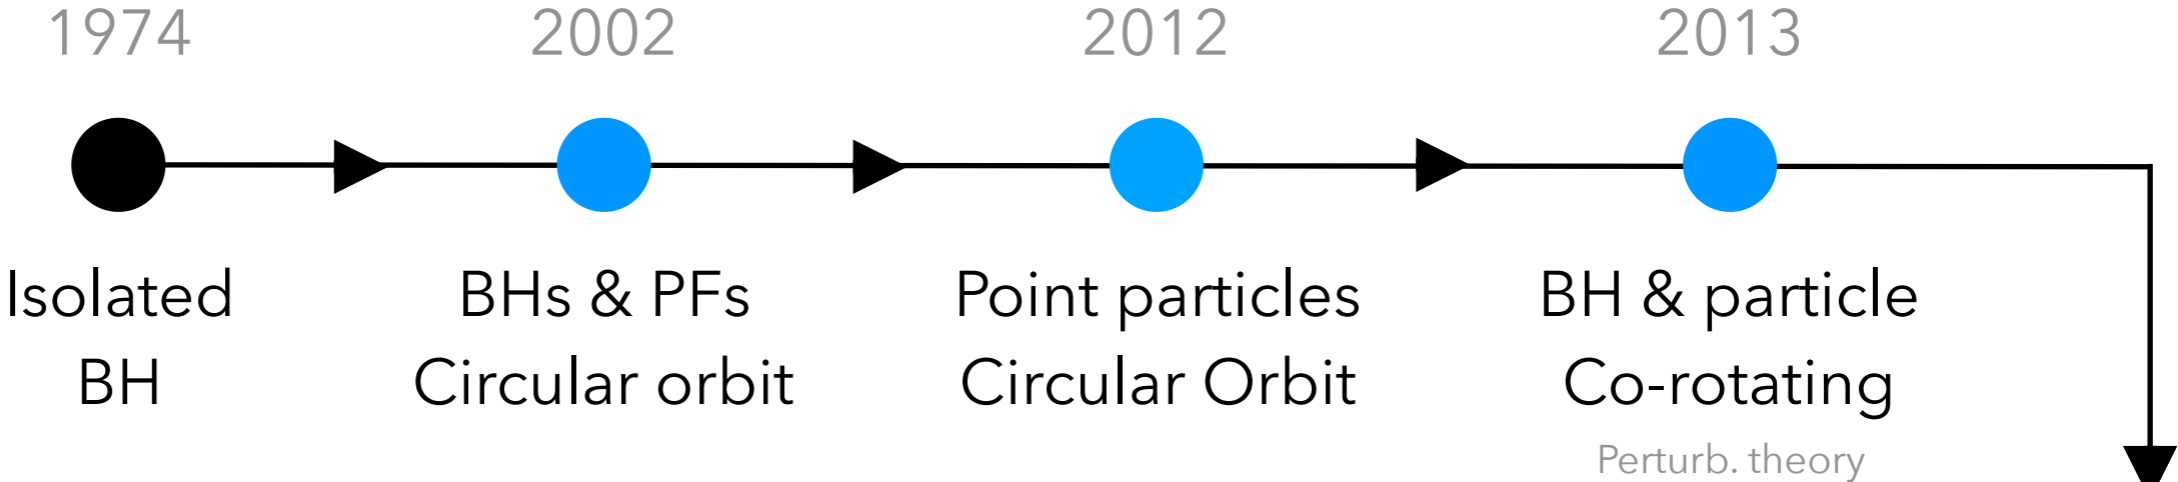 1974
2002
2012
2013
Isolated
BH
BHs & PFs
Circular orbit
Point particles
Circular Orbit
BH & particle
Co-rotating
Perturb. theory